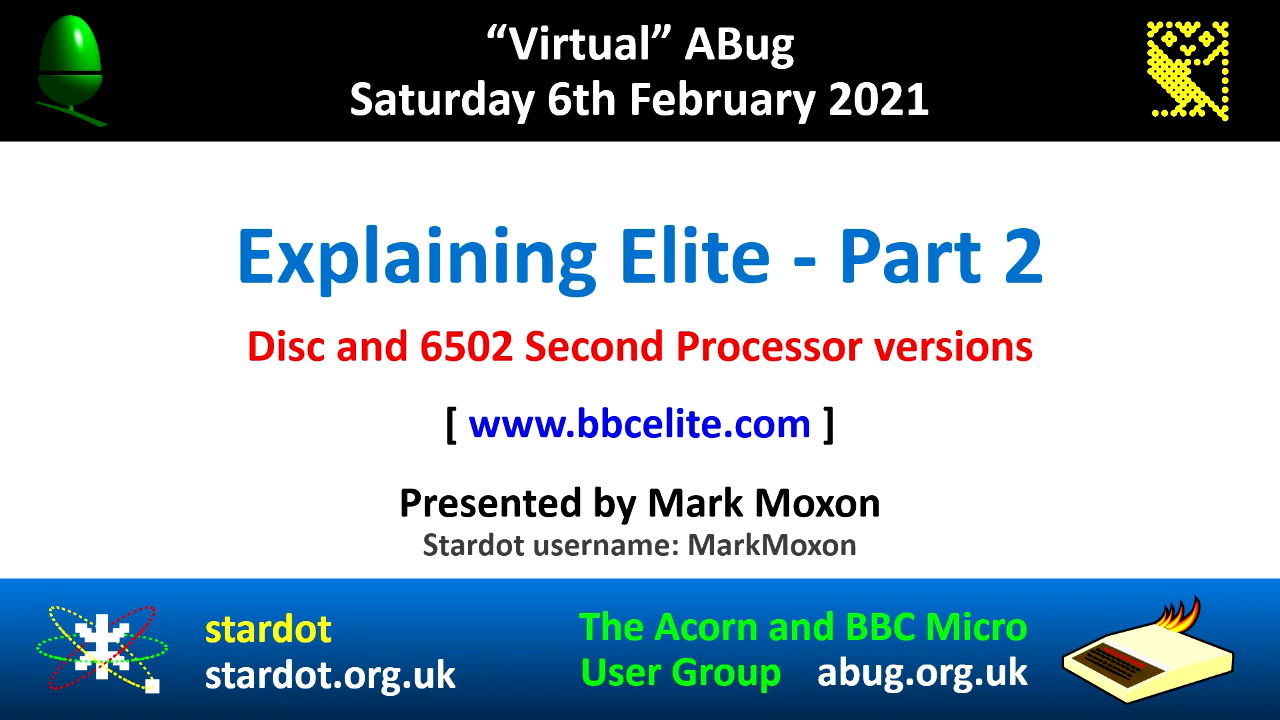 “Virtual” ABug
Saturday 6th February 2021
Explaining Elite - Part 2
Disc and 6502 Second Processor versions
[ www.bbcelite.com ]
Presented by Mark Moxon
Stardot username: MarkMoxon
stardot
stardot.org.uk
The Acorn and BBC Micro
User Group abug.org.uk